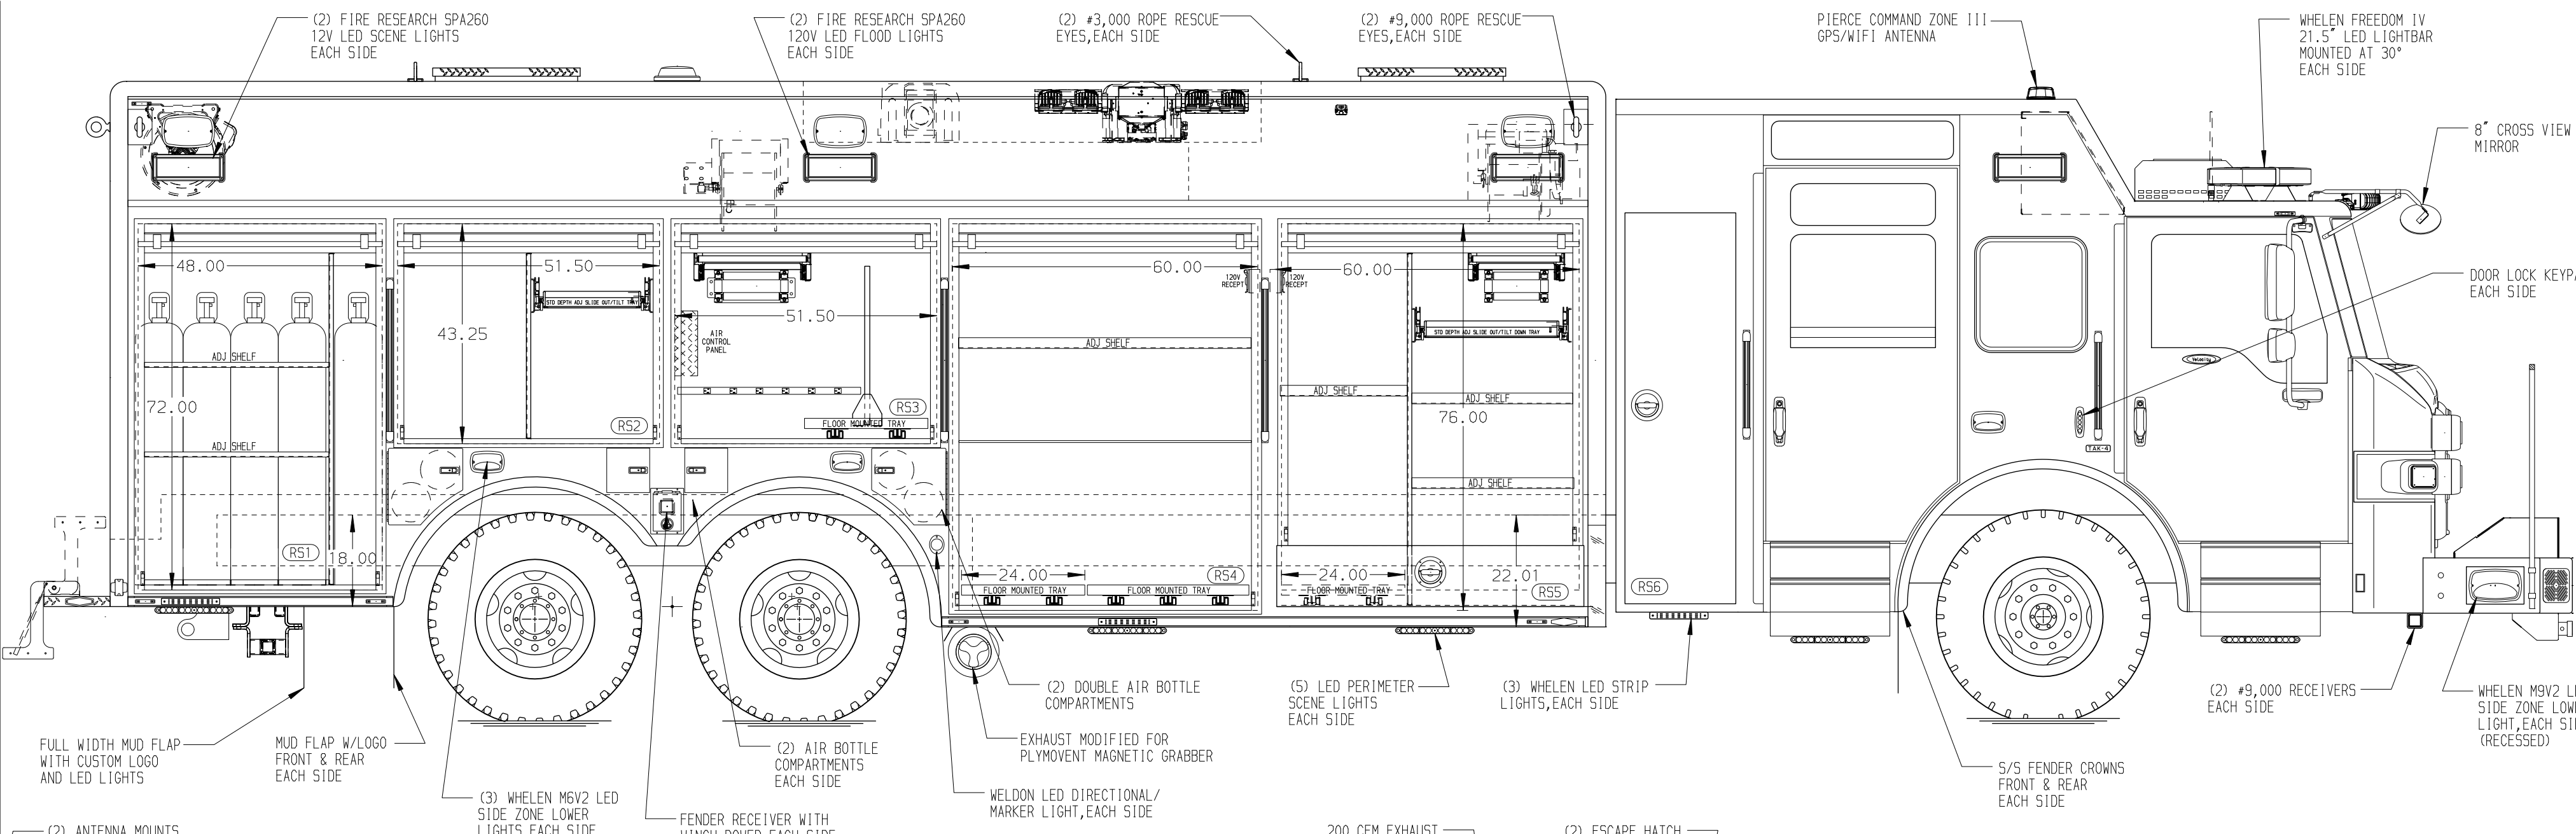 (2) FIRE RESEARCH SPA260
12V LED SCENE LIGHTS
EACH SIDE
(2) FIRE RESEARCH SPA260
120V LED FLOOD LIGHTS
EACH SIDE
(2) #3,000 ROPE RESCUE
EYES,EACH SIDE
(2) #9,000 ROPE RESCUE
EYES,EACH SIDE
PIERCE COMMAND ZONE III
GPS/WIFI ANTENNA
WHELEN FREEDOM IV
21.5" LED LIGHTBAR
MOUNTED AT 30°
EACH SIDE
8" CROSS VIEW
MIRROR
DOOR LOCK KEYP
EACH SIDE
48.00
51.50
60.00
60.00
120V
RECEPT
120V
RECEPT
STD DEPTH ADJ SLIDE OUT/TILT TRAY
51.50
43.25
AIR
CONTROL
PANEL
STD DEPTH ADJ SLIDE OUT/TILT DOWN TRAY
ADJ SHELF
ADJ SHELF
Velocity
72.00
ADJ SHELF
ADJ SHELF
RS3
RS2
FLOOR MOUNTED TRAY
76.00
TAK-4
ADJ SHELF
ADJ SHELF
RS1
18.00
24.00
RS4
24.00
22.01
RS5
RS6
FLOOR MOUNTED TRAY
FLOOR MOUNTED TRAY
FLOOR MOUNTED TRAY
(2) DOUBLE AIR BOTTLE
COMPARTMENTS
(5) LED PERIMETER
SCENE LIGHTS
EACH SIDE
(3) WHELEN LED STRIP
LIGHTS,EACH SIDE
(2) #9,000 RECEIVERS
EACH SIDE
WHELEN M9V2 L
SIDE ZONE LOW
LIGHT,EACH SI
(RECESSED)
FULL WIDTH MUD FLAP
WITH CUSTOM LOGO
AND LED LIGHTS
MUD FLAP W/LOGO
FRONT & REAR
EACH SIDE
(2) AIR BOTTLE
COMPARTMENTS
EACH SIDE
EXHAUST MODIFIED FOR
PLYMOVENT MAGNETIC GRABBER
S/S FENDER CROWNS
FRONT & REAR
EACH SIDE
(3) WHELEN M6V2 LED
SIDE ZONE LOWER
LIGHTS EACH SIDE
WELDON LED DIRECTIONAL/
MARKER LIGHT,EACH SIDE
FENDER RECEIVER WITH
WINCH POWER EACH SIDE
(2) ANTENNA MOUNTS
200 CFM EXHAUST
(2) ESCAPE HATCH